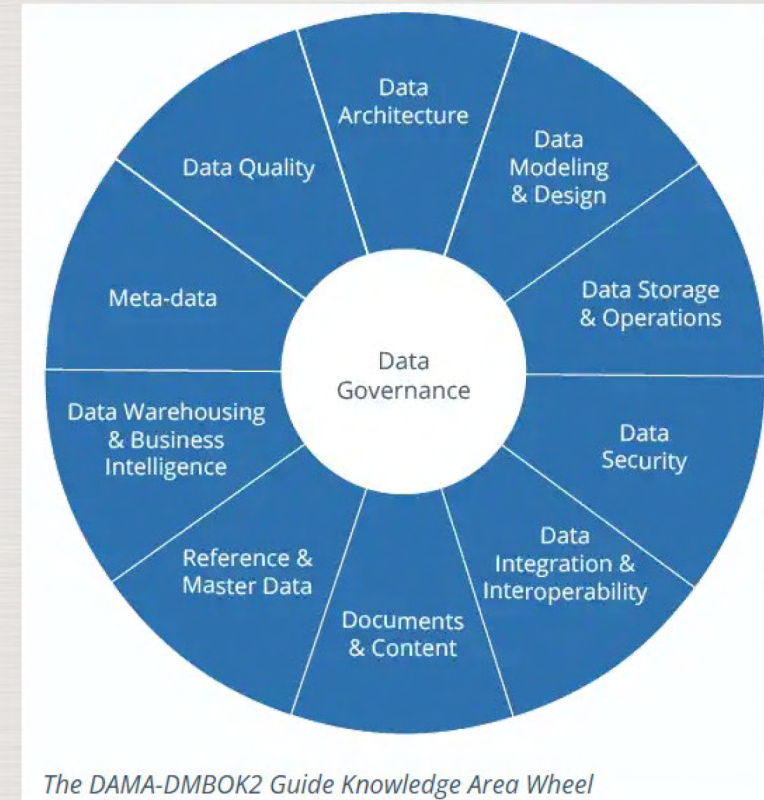 Data
Architecture
Data
Modeling
& Design
Data Storage
& Operations
Data
Security
Data
Integration &
Interoperability
Documents
& Content
Reference &
Master Data
Data Warehousing
& Business
Intelligence
Meta-data
Data Quality
Data
Governance
The DAMA-DMBOK2 Guide Knowledge Area Wheel